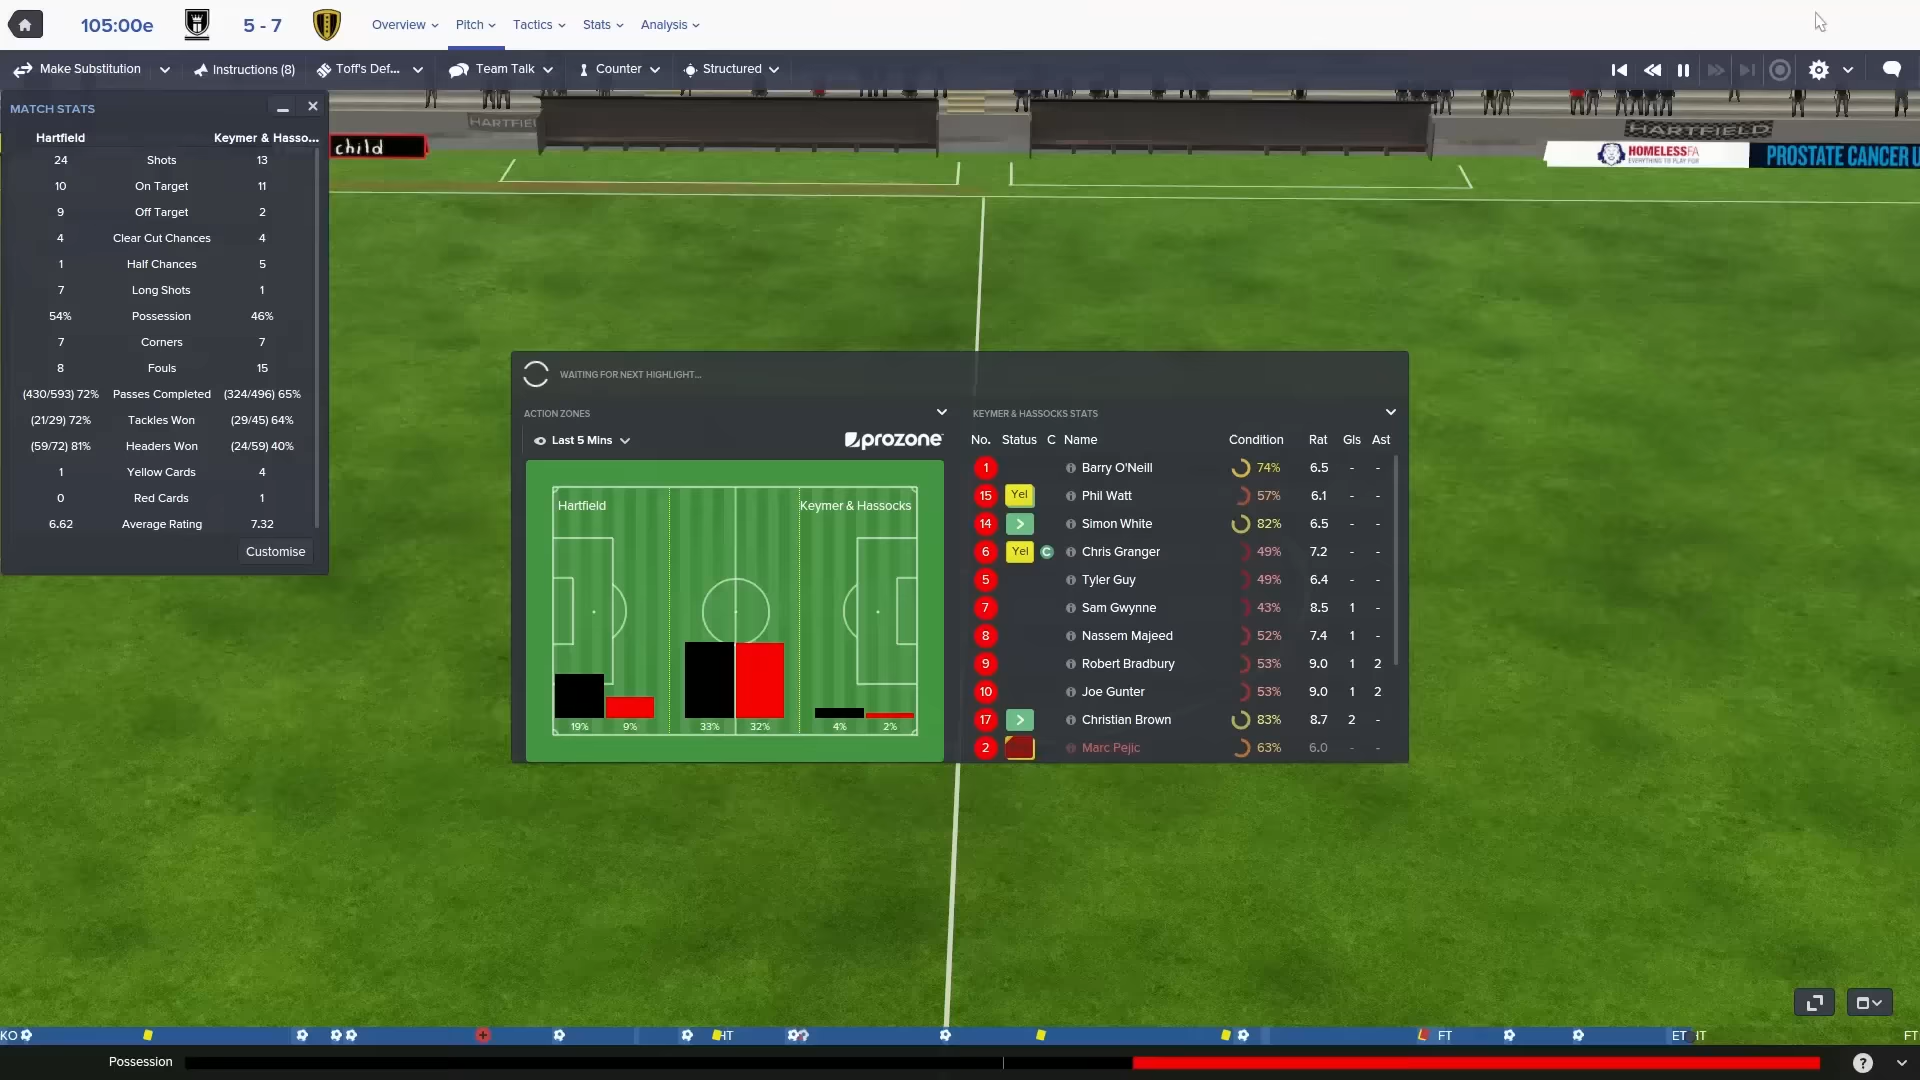 105:00e 5 - 7 Overview Pitch Tactics Stats Analysis
Make Substitution Instructions (8) Toff's Def... Team Talk Counter Structured
MATCH STATS
Hartfield Keymer & Hasso...
24 Shots 13
10 On Target 11
9 Off Target 2
4 Clear Cut Chances 4
1 Half Chances 5
7 Long Shots 1
54% Possession 46%
7 Corners 7
8 Fouls 15
(430/593) 72% Passes Completed (324/496) 65%
(21/29) 72% Tackles Won (29/45) 64%
(59/72) 81% Headers Won (24/59) 40%
1 Yellow Cards 4
0 Red Cards 1
6.62 Average Rating 7.32
Customise
child
HARTFIEL
HARTFIELD
HOMELESSFA
EVERYTHING TO PLAY FOR
PROSTATE CANCER U
WAITING FOR NEXT HIGHLIGHT...
ACTION ZONES
Last 5 Mins prozone
Hartfield Keymer & Hassocks
19% 9% 33% 32% 4% 2%
KEYMER & HASSOCKS STATS
No. Status C Name Condition Rat Gls Ast
1 Barry O'Neill 74% 6.5 - -
15 Yel Phil Watt 57% 6.1 - -
14 Simon White 82% 6.5 - -
6 Yel C Chris Granger 49% 7.2 - -
5 Tyler Guy 49% 6.4 - -
7 Sam Gwynne 43% 8.5 1 -
8 Nassem Majeed 52% 7.4 1 -
9 Robert Bradbury 53% 9.0 1 2
10 Joe Gunter 53% 9.0 1 2
17 Christian Brown 83% 8.7 2 -
2 Marc Pejic 63% 6.0 - -
KO HT FT ET HT FT
Possession ?